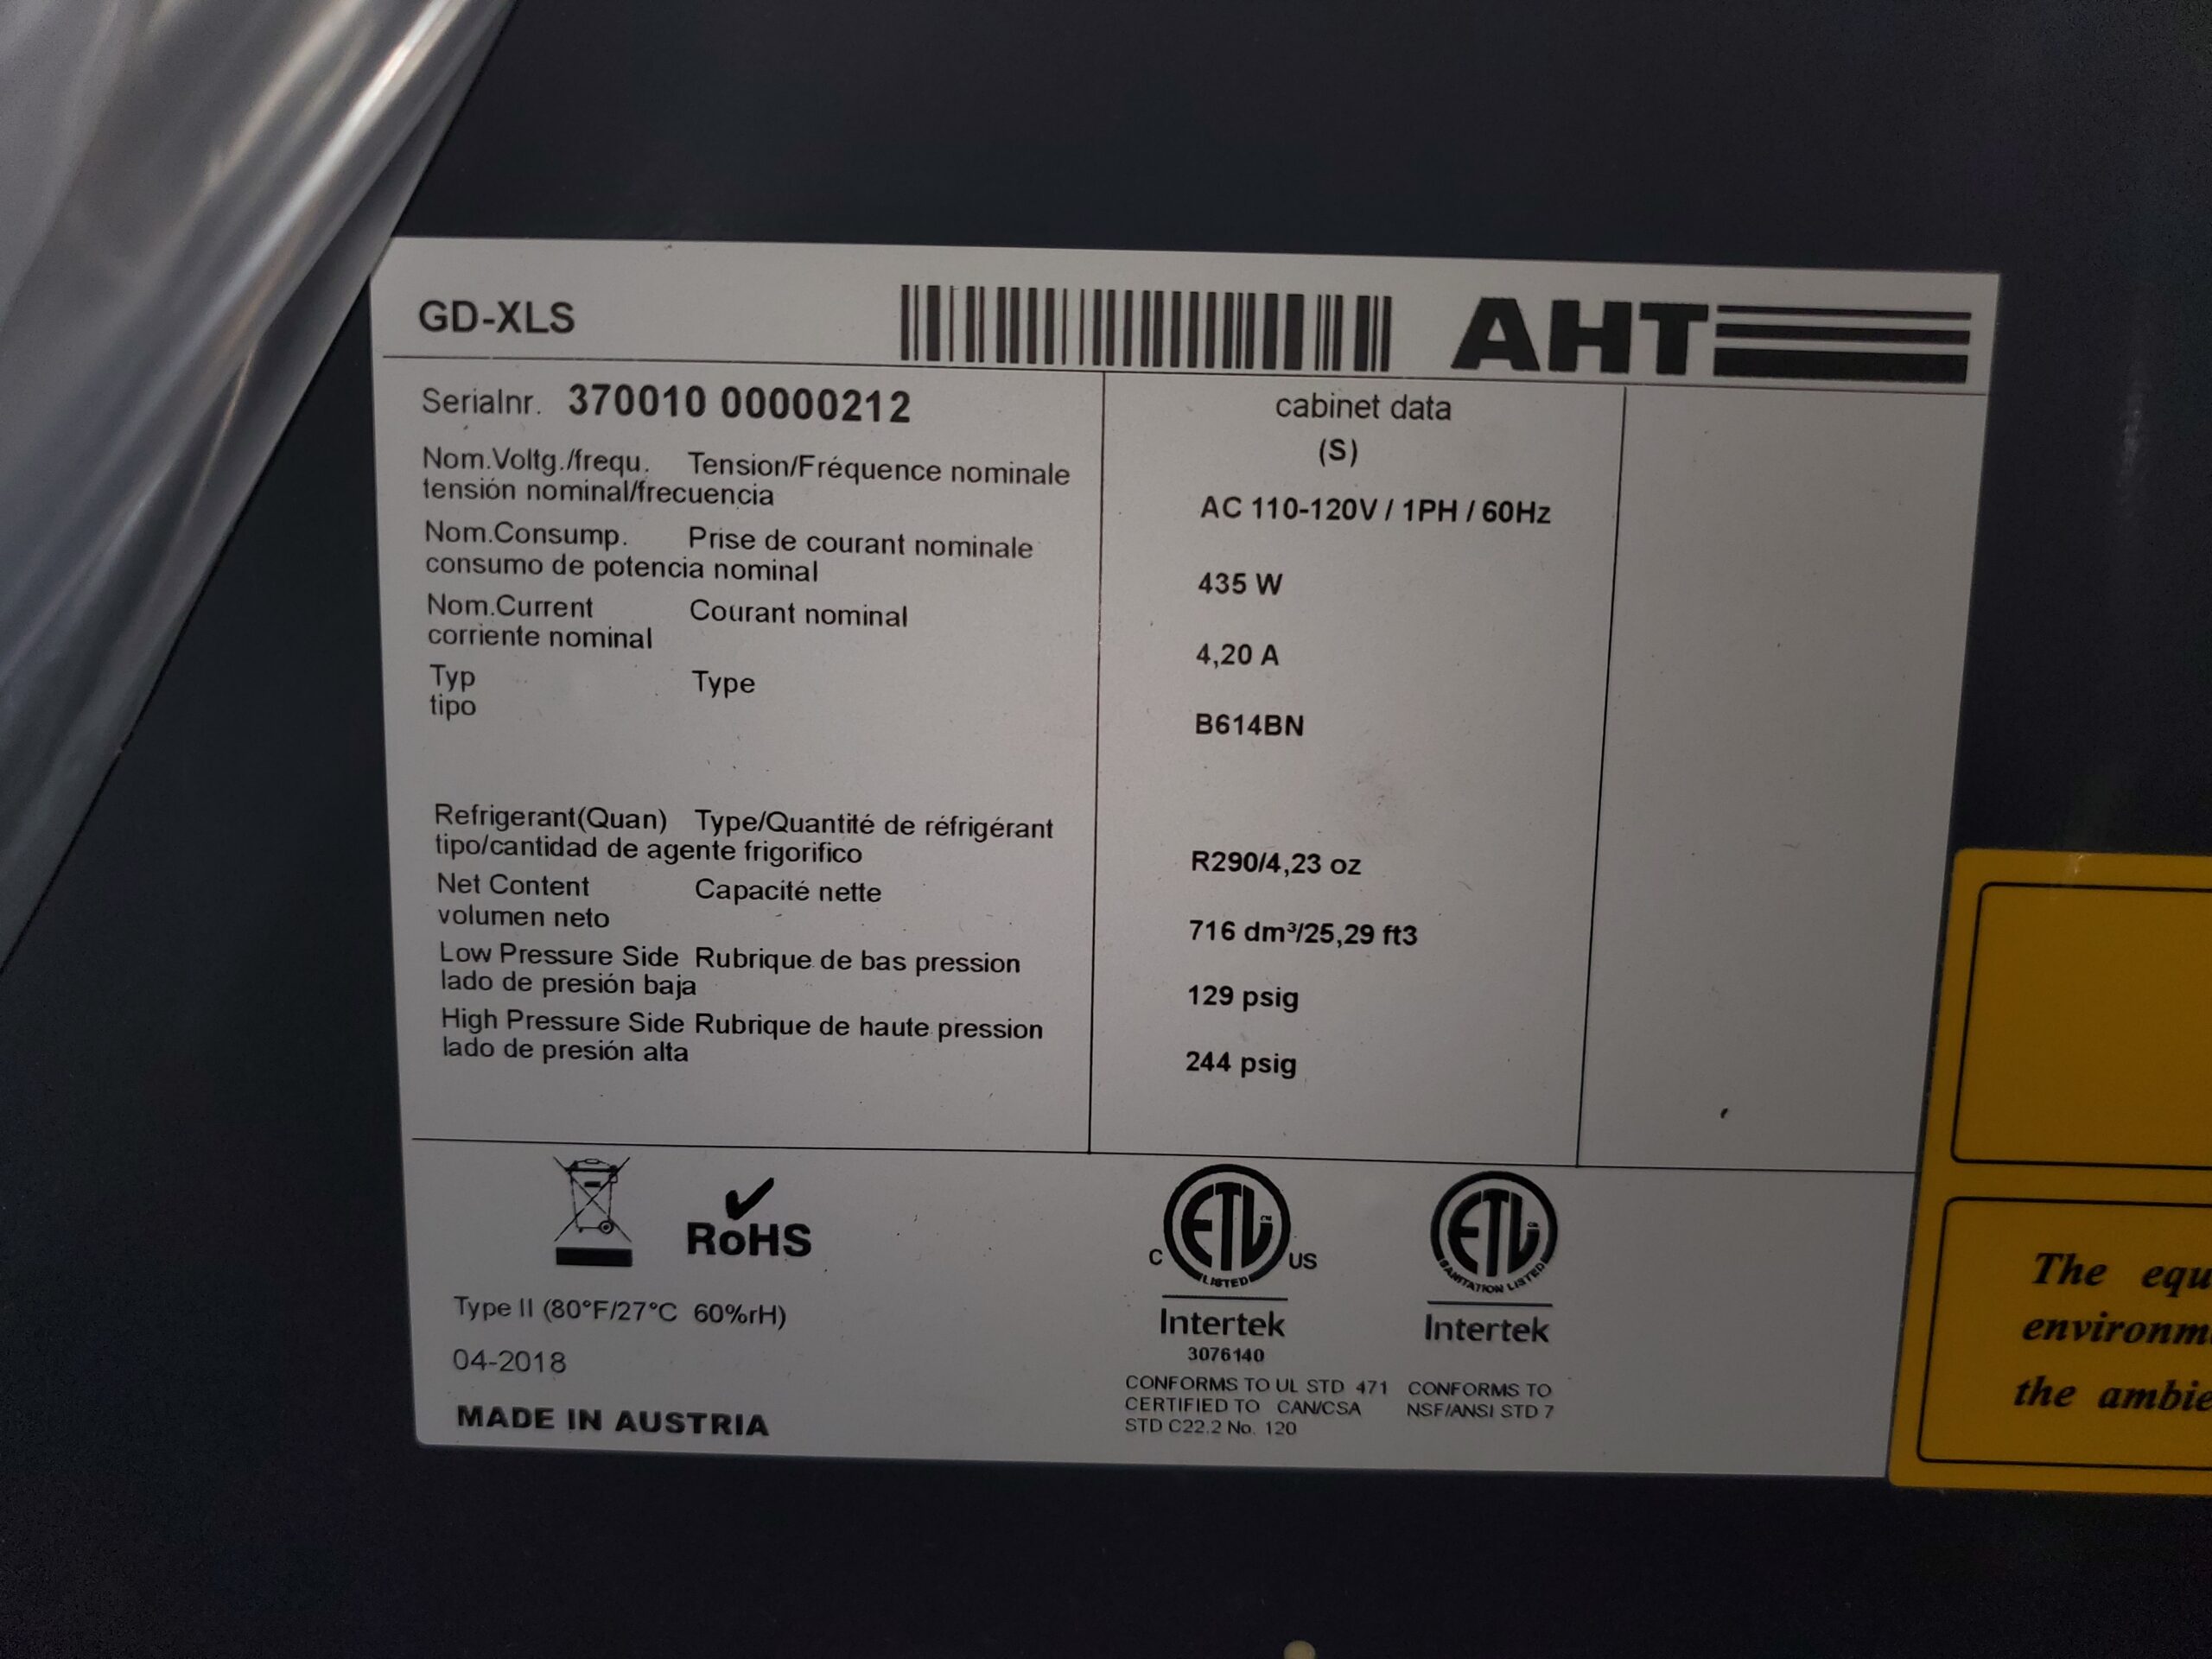 GD-XLS
AHT
Serialnr. 370010 00000212
cabinet data
(S)
Nom.Voltg./frequ. Tension/Fréquence nominale
tensión nominal/frecuencia
AC 110-120V / 1PH / 60Hz
Nom.Consump. Prise de courant nominale
consumo de potencia nominal
435 W
Nom.Current Courant nominal
corriente nominal
4,20 A
Typ Type
tipo
B614BN
Refrigerant(Quan) Type/Quantité de réfrigérant
tipo/cantidad de agente frigorifico
R290/4,23 oz
Net Content Capacité nette
volumen neto
716 dm³/25,29 ft3
Low Pressure Side Rubrique de bas pression
lado de presión baja
129 psig
High Pressure Side Rubrique de haute pression
lado de presión alta
244 psig
RoHS
Type II (80°F/27°C 60%rH)
04-2018
MADE IN AUSTRIA
ETL
C US
LISTED
Intertek
3076140
CONFORMS TO UL STD 471
CERTIFIED TO CAN/CSA
STD C22.2 No. 120
ETL
SANITATION LISTED
Intertek
CONFORMS TO
NSF/ANSI STD 7
The equ
environm
the ambie